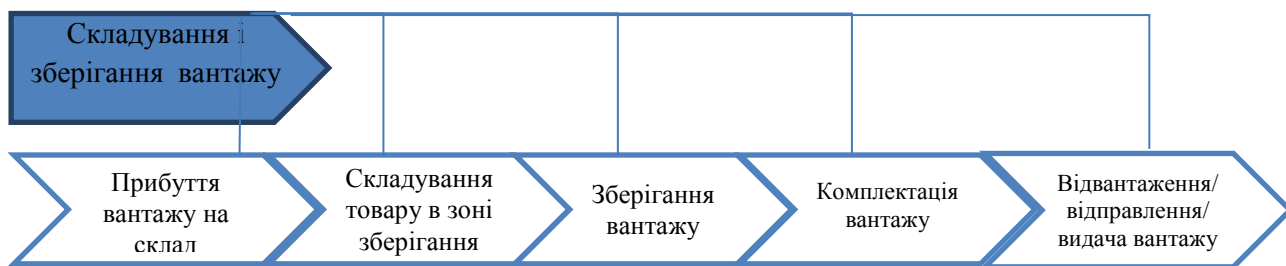 Складування і
зберігання вантажу
Прибуття
вантажу на
склад
Складування
товару в зоні
зберігання
Зберігання
вантажу
Комплектація
вантажу
Відвантаження/
відправлення/
видача вантажу